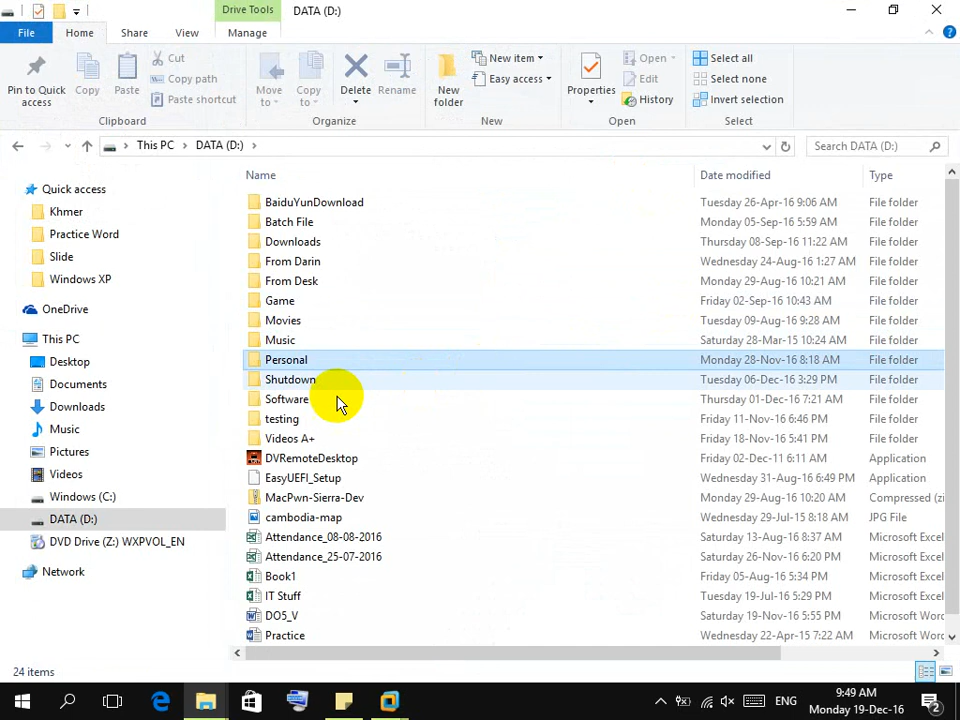 Drive Tools DATA (D:)
File Home Share View Manage
Pin to Quick access
Copy
Paste
Cut
Copy path
Paste shortcut
Clipboard
Move to
Copy to
Delete
Rename
Organize
New folder
New item
Easy access
New
Properties
Open
Edit
History
Open
Select all
Select none
Invert selection
Select
This PC DATA (D:)
Search DATA (D:)
Quick access
Khmer
Practice Word
Slide
Windows XP
OneDrive
This PC
Desktop
Documents
Downloads
Music
Pictures
Videos
Windows (C:)
DATA (D:)
DVD Drive (Z:) WXPVOL_EN
Network
Name Date modified Type
BaiduYunDownload Tuesday 26-Apr-16 9:06 AM File folder
Batch File Monday 05-Sep-16 5:59 AM File folder
Downloads Thursday 08-Sep-16 11:22 AM File folder
From Darin Wednesday 24-Aug-16 1:27 AM File folder
From Desk Monday 29-Aug-16 10:21 AM File folder
Game Friday 02-Sep-16 10:43 AM File folder
Movies Tuesday 09-Aug-16 9:28 AM File folder
Music Saturday 28-Mar-15 10:24 AM File folder
Personal Monday 28-Nov-16 8:18 AM File folder
Shutdown Tuesday 06-Dec-16 3:29 PM File folder
Software Thursday 01-Dec-16 7:21 AM File folder
testing Friday 11-Nov-16 6:46 PM File folder
Videos A+ Friday 18-Nov-16 5:41 PM File folder
DVRemoteDesktop Friday 02-Dec-11 6:11 AM Application
EasyUEFI_Setup Wednesday 31-Aug-16 6:49 PM Application
MacPwn-Sierra-Dev Monday 29-Aug-16 10:20 AM Compressed (zi
cambodia-map Wednesday 29-Jul-15 8:18 AM JPG File
Attendance_08-08-2016 Saturday 13-Aug-16 8:37 AM Microsoft Excel
Attendance_25-07-2016 Saturday 26-Nov-16 6:20 PM Microsoft Excel
Book1 Friday 05-Aug-16 5:34 PM Microsoft Excel
IT Stuff Tuesday 19-Jul-16 5:29 PM Microsoft Excel
DO5_V Saturday 19-Nov-16 5:55 PM Microsoft Word
Practice Wednesday 22-Apr-15 7:22 AM Microsoft Word
24 items
ENG
9:49 AM
Monday 19-Dec-16
2